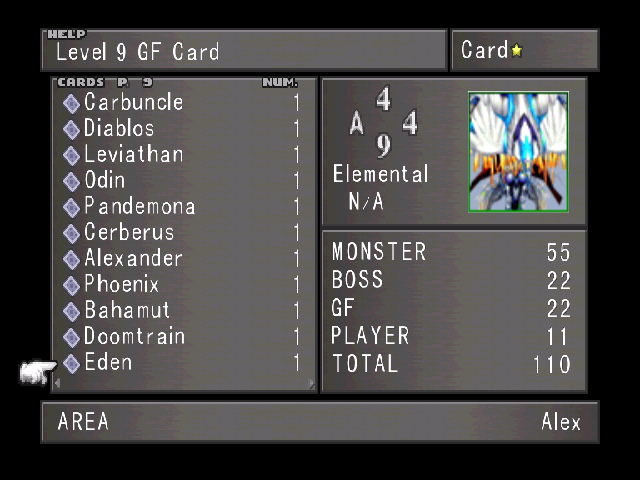 HELP
Level 9 GF Card
Card
CARDS P. 9 NUM.
Carbuncle 1
Diablos 1
Leviathan 1
Odin 1
Pandemona 1
Cerberus 1
Alexander 1
Phoenix 1
Bahamut 1
Doomtrain 1
Eden 1
4
A 4
9
Elemental
N/A
MONSTER 55
BOSS 22
GF 22
PLAYER 11
TOTAL 110
AREA Alex